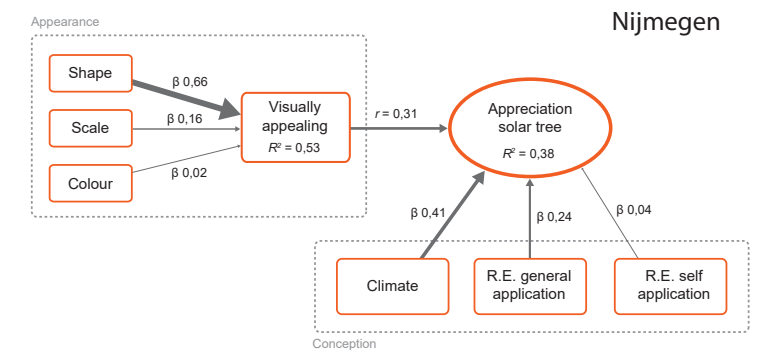 Nijmegen
Appearance
Shape
Scale
Colour
β 0,66
β 0,16
β 0,02
Visually
appealing
R² = 0,53
r = 0,31
Appreciation
solar tree
R² = 0,38
β 0,41
β 0,24
β 0,04
Climate
R.E. general
application
R.E. self
application
Conception